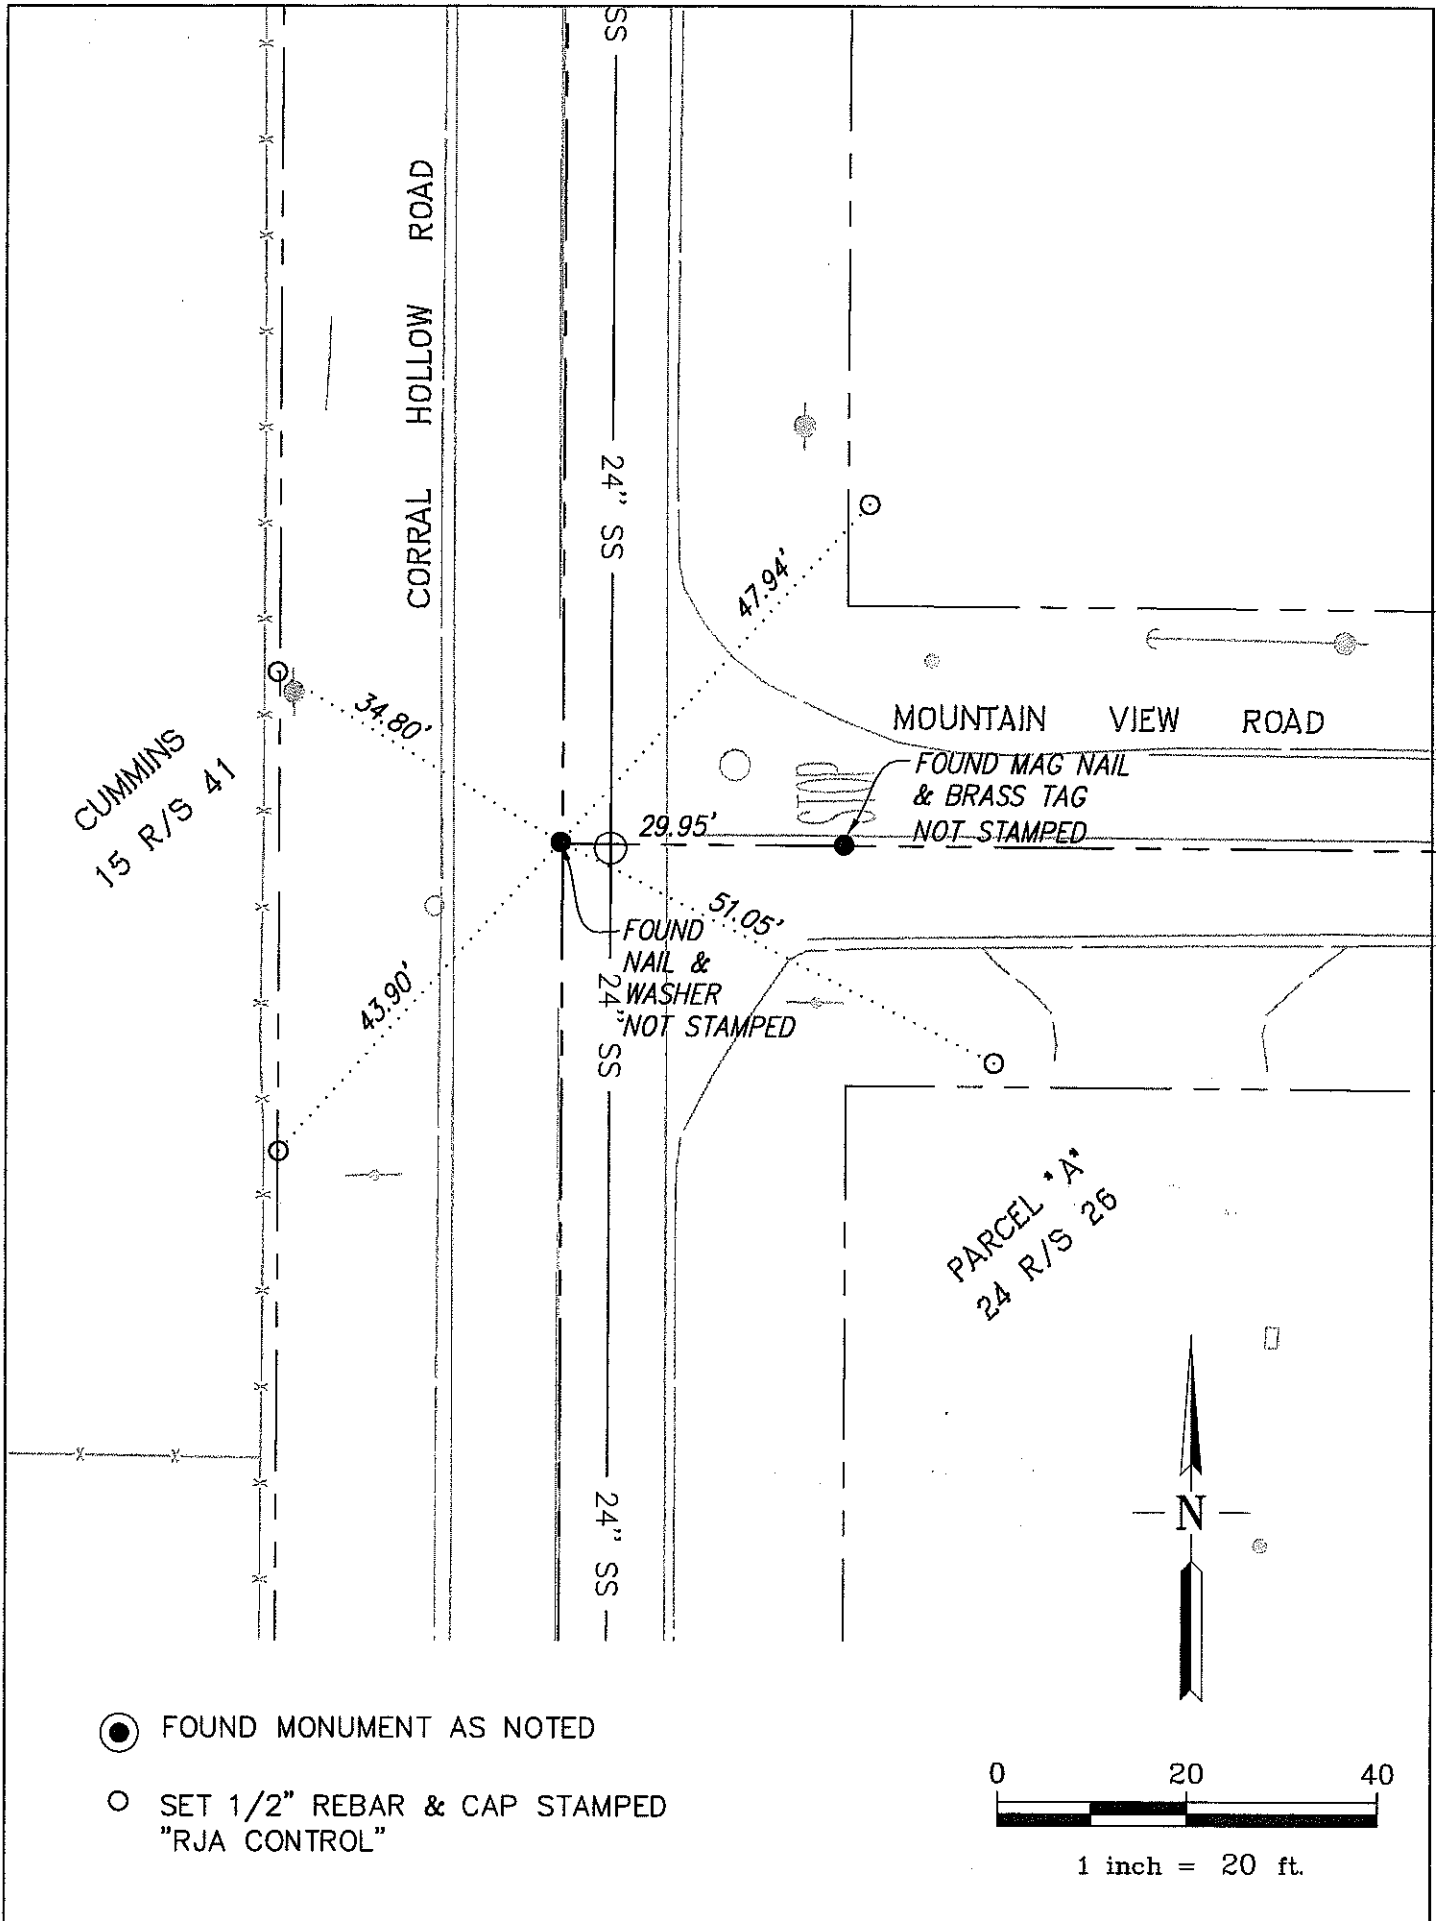 SS
CORRAL HOLLOW ROAD
24" SS
47.94'
34.80'
MOUNTAIN VIEW ROAD
CUMMINS
15 R/S 41
FOUND MAG NAIL
& BRASS TAG
NOT STAMPED
29.95'
51.05'
FOUND
NAIL &
WASHER
NOT STAMPED
24" SS
43.90'
PARCEL "A"
24 R/S 26
24" SS
N
FOUND MONUMENT AS NOTED
SET 1/2" REBAR & CAP STAMPED
"RJA CONTROL"
0 20 40
1 inch = 20 ft.